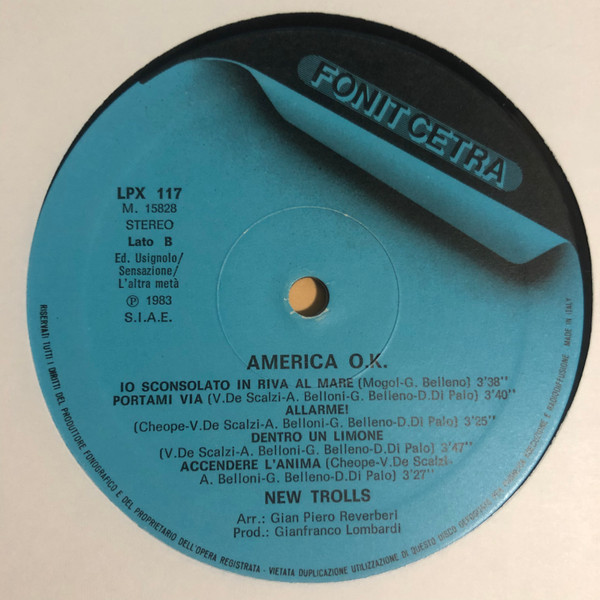 FONIT CETRA
LPX 117
M. 15828
STEREO
Lato B
Ed. Usignolo/
Sensazione/
L'altra metà
Ⓟ 1983
S.I.A.E.
AMERICA O.K.
IO SCONSOLATO IN RIVA AL MARE (Mogol-G. Belleno) 3'38''
PORTAMI VIA (V.De Scalzi-A. Belloni-G. Belleno-D.Di Palo) 3'40''
ALLARME!
(Cheope-V.De Scalzi-A. Belloni-G. Belleno-D.Di Palo) 3'25''
DENTRO UN LIMONE
(V.De Scalzi-A. Belloni-G. Belleno-D.Di Palo) 3'47''
ACCENDERE L'ANIMA (Cheope-V.De Scalzi-
A. Belloni-G. Belleno-D.Di Palo) 3'27''
NEW TROLLS
Arr.: Gian Piero Reverberi
Prod.: Gianfranco Lombardi
RISERVATI TUTTI I DIRITTI DEL PRODUTTORE FONOGRAFICO E DEL PROPRIETARIO DELL'OPERA REGISTRATA - VIETATA DUPLICAZIONE UTILIZZAZIONE DI QUESTO DISCO ESECUZIONE E RADIODIFFUSIONE. MADE IN ITALY